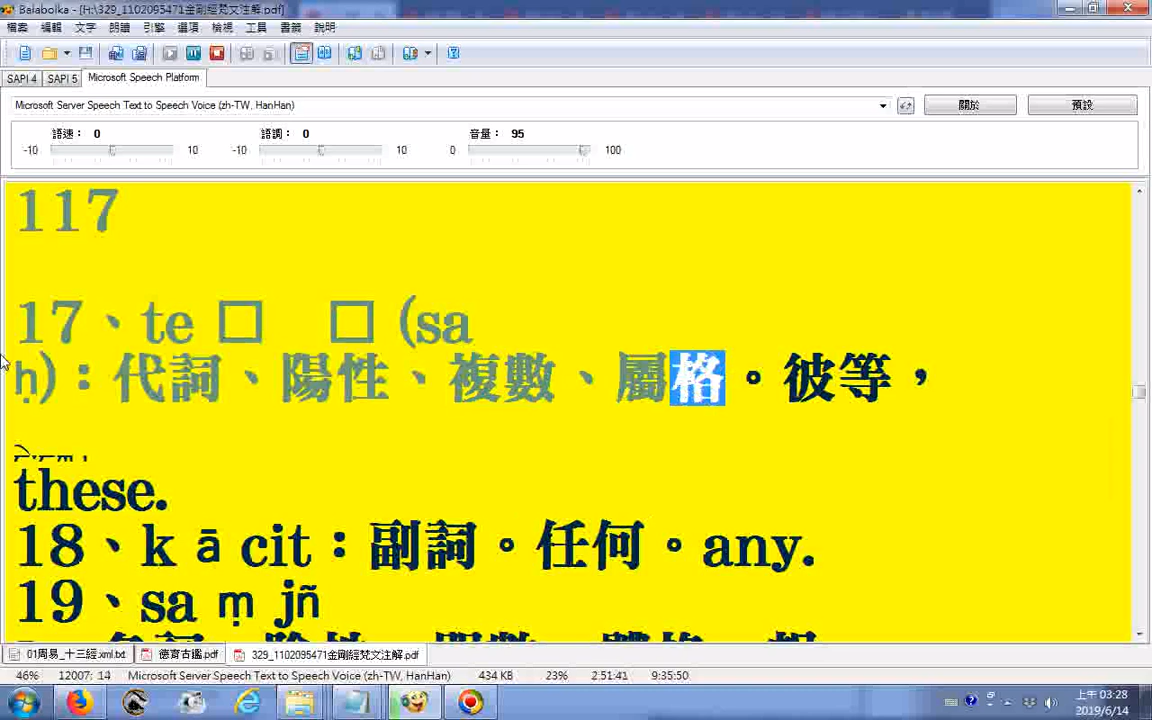 Balabolka - [H:\329_1102095471金剛經梵文注解.pdf]
檔案 編輯 文字 朗讀 引擎 選項 檢視 工具 書籤 說明
SAPI 4 SAPI 5 Microsoft Speech Platform
Microsoft Server Speech Text to Speech Voice (zh-TW, HanHan) 關於 預設
語速： 0 語調： 0 音量： 95
-10 10 -10 10 0 100
117
17、te □ □ (sa
ḥ)：代詞、陽性、複數、屬格。彼等，
these.
18、k ā cit：副詞。任何。any.
19、sa ṃ jñ
01周易_十三經.xml.txt 德育古鑑.pdf 329_1102095471金剛經梵文注解.pdf
46% 12007: 14 Microsoft Server Speech Text to Speech Voice (zh-TW, HanHan) 434 KB 23% 2:51:41 9:35:50
上午 03:28
2019/6/14